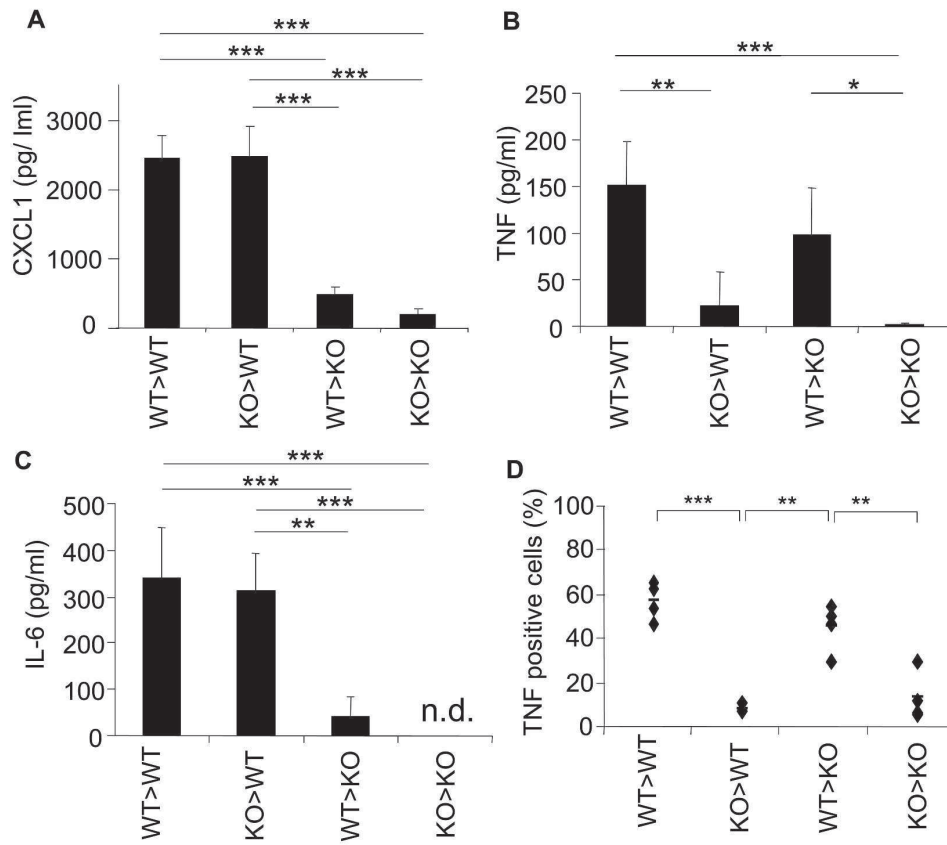 A
***
***
***
***
CXCL1 (pg/ lml)
3000
2000
1000
0
WT>WT
KO>WT
WT>KO
KO>KO
B
***
**
*
TNF (pg/ml)
250
200
150
100
50
0
WT>WT
KO>WT
WT>KO
KO>KO
C
***
***
***
**
IL-6 (pg/ml)
500
400
300
200
100
0
n.d.
WT>WT
KO>WT
WT>KO
KO>KO
D
***
**
**
TNF positive cells (%)
100
80
60
40
20
0
WT>WT
KO>WT
WT>KO
KO>KO